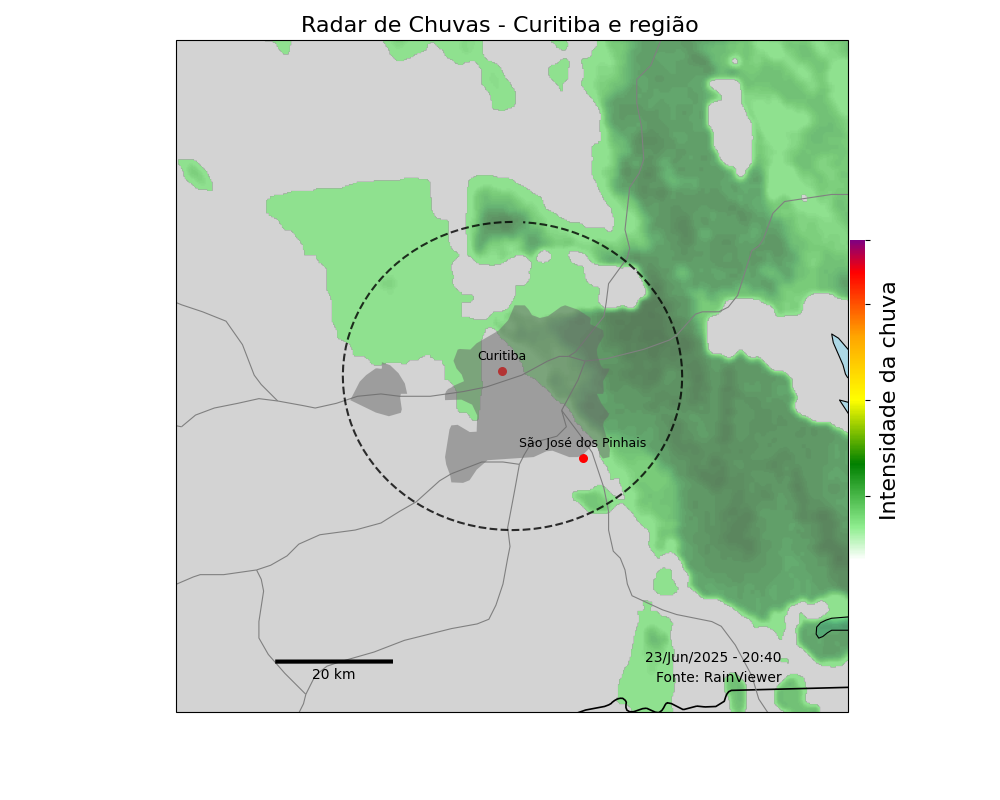 Radar de Chuvas - Curitiba e região
Curitiba
São José dos Pinhais
Intensidade da chuva
23/Jun/2025 - 20:40
Fonte: RainViewer
20 km